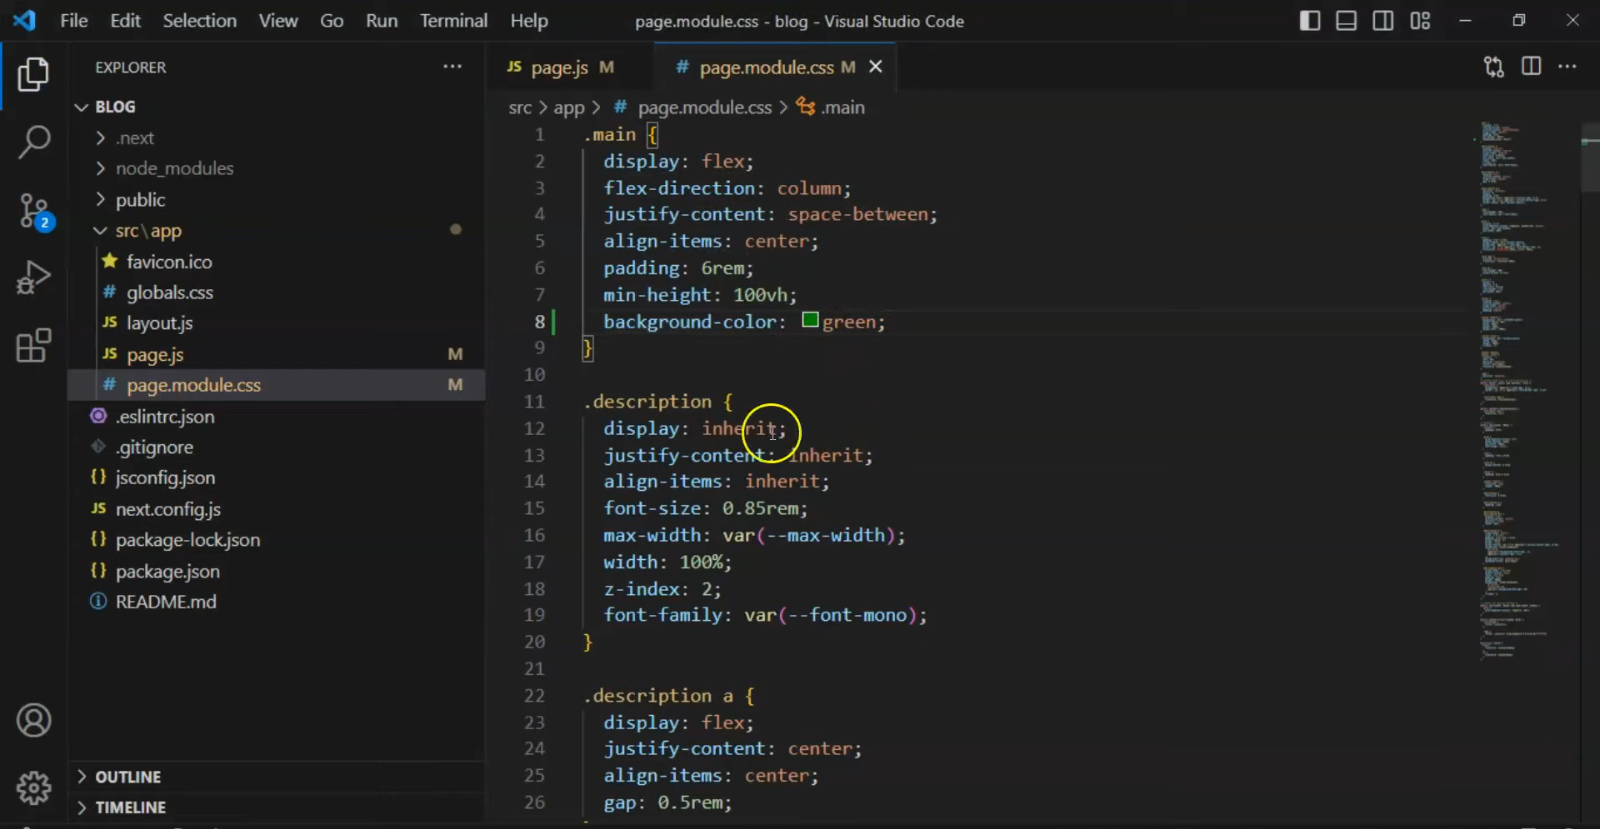 File Edit Selection View Go Run Terminal Help page.module.css - blog - Visual Studio Code
EXPLORER
BLOG
.next
node_modules
public
src\app
favicon.ico
globals.css
JS layout.js
JS page.js M
# page.module.css M
.eslintrc.json
.gitignore
{} jsconfig.json
JS next.config.js
{} package-lock.json
{} package.json
README.md
OUTLINE
TIMELINE
2
JS page.js M # page.module.css M
src > app > # page.module.css > .main
1 .main {
2 display: flex;
3 flex-direction: column;
4 justify-content: space-between;
5 align-items: center;
6 padding: 6rem;
7 min-height: 100vh;
8 background-color: green;
9 }
10
11 .description {
12 display: inherit;
13 justify-content: inherit;
14 align-items: inherit;
15 font-size: 0.85rem;
16 max-width: var(--max-width);
17 width: 100%;
18 z-index: 2;
19 font-family: var(--font-mono);
20 }
21
22 .description a {
23 display: flex;
24 justify-content: center;
25 align-items: center;
26 gap: 0.5rem;